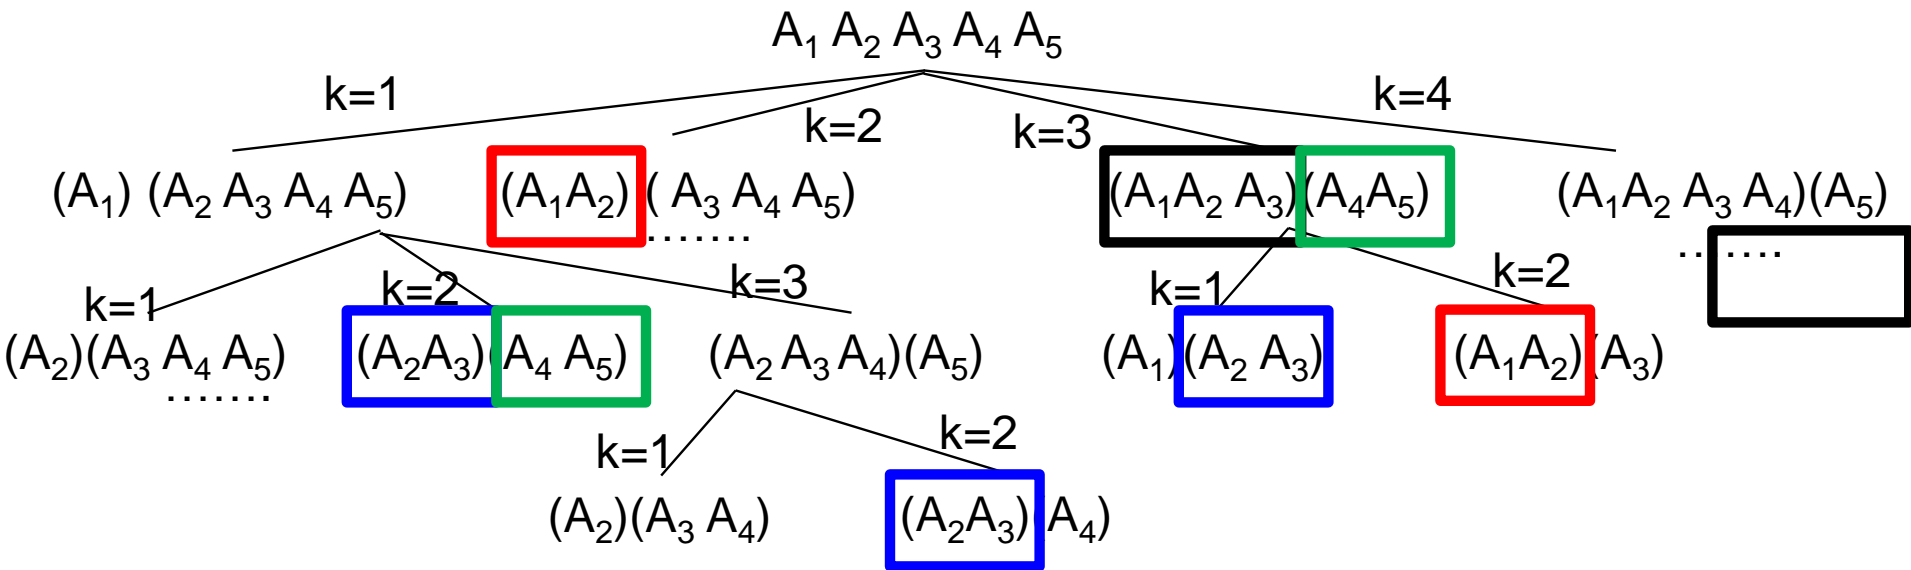 A₁ A₂ A₃ A₄ A₅
k=1 k=2 k=3 k=4
(A₁) (A₂ A₃ A₄ A₅) (A₁A₂) ( A₃ A₄ A₅) (A₁A₂ A₃)(A₄A₅) (A₁A₂ A₃ A₄)(A₅)
....... .......
k=1 k=2 k=3 k=1 k=2
(A₂)(A₃ A₄ A₅) (A₂A₃)(A₄ A₅) (A₂ A₃ A₄)(A₅) (A₁)(A₂ A₃) (A₁A₂)(A₃)
.......
k=1 k=2
(A₂)(A₃ A₄) (A₂A₃)(A₄)